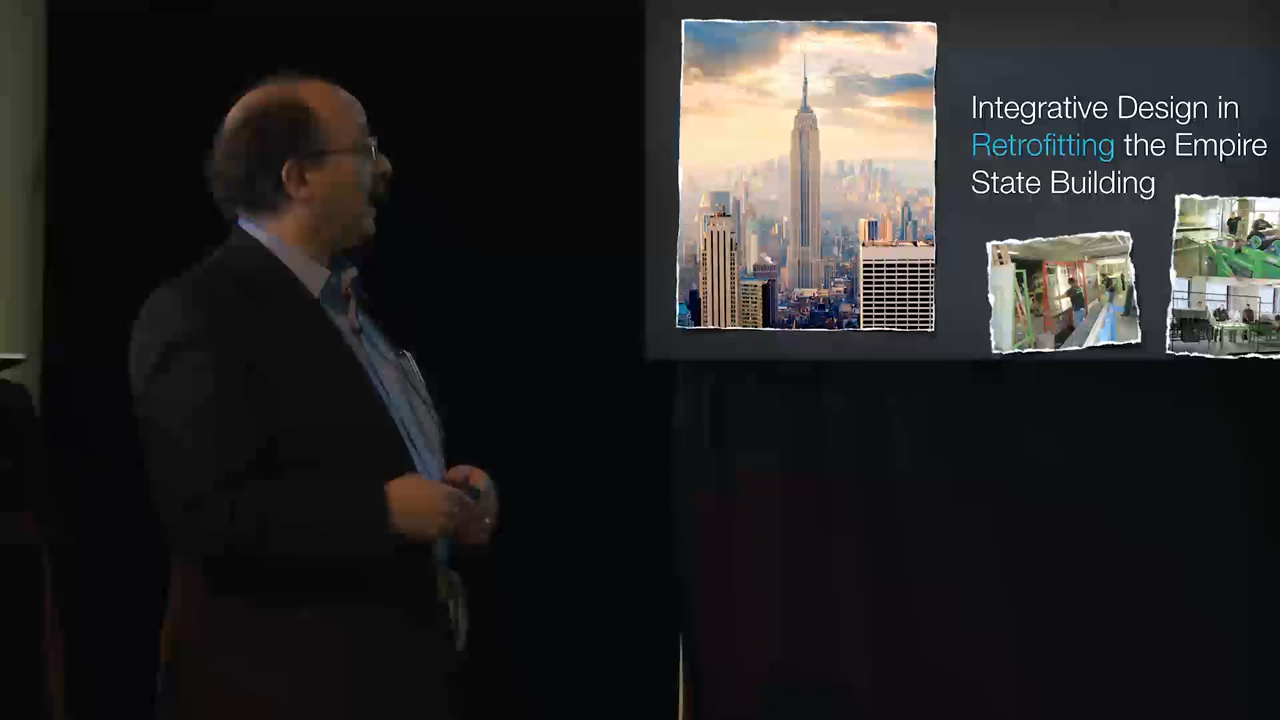 Integrative Design in
Retrofitting the Empire
State Building